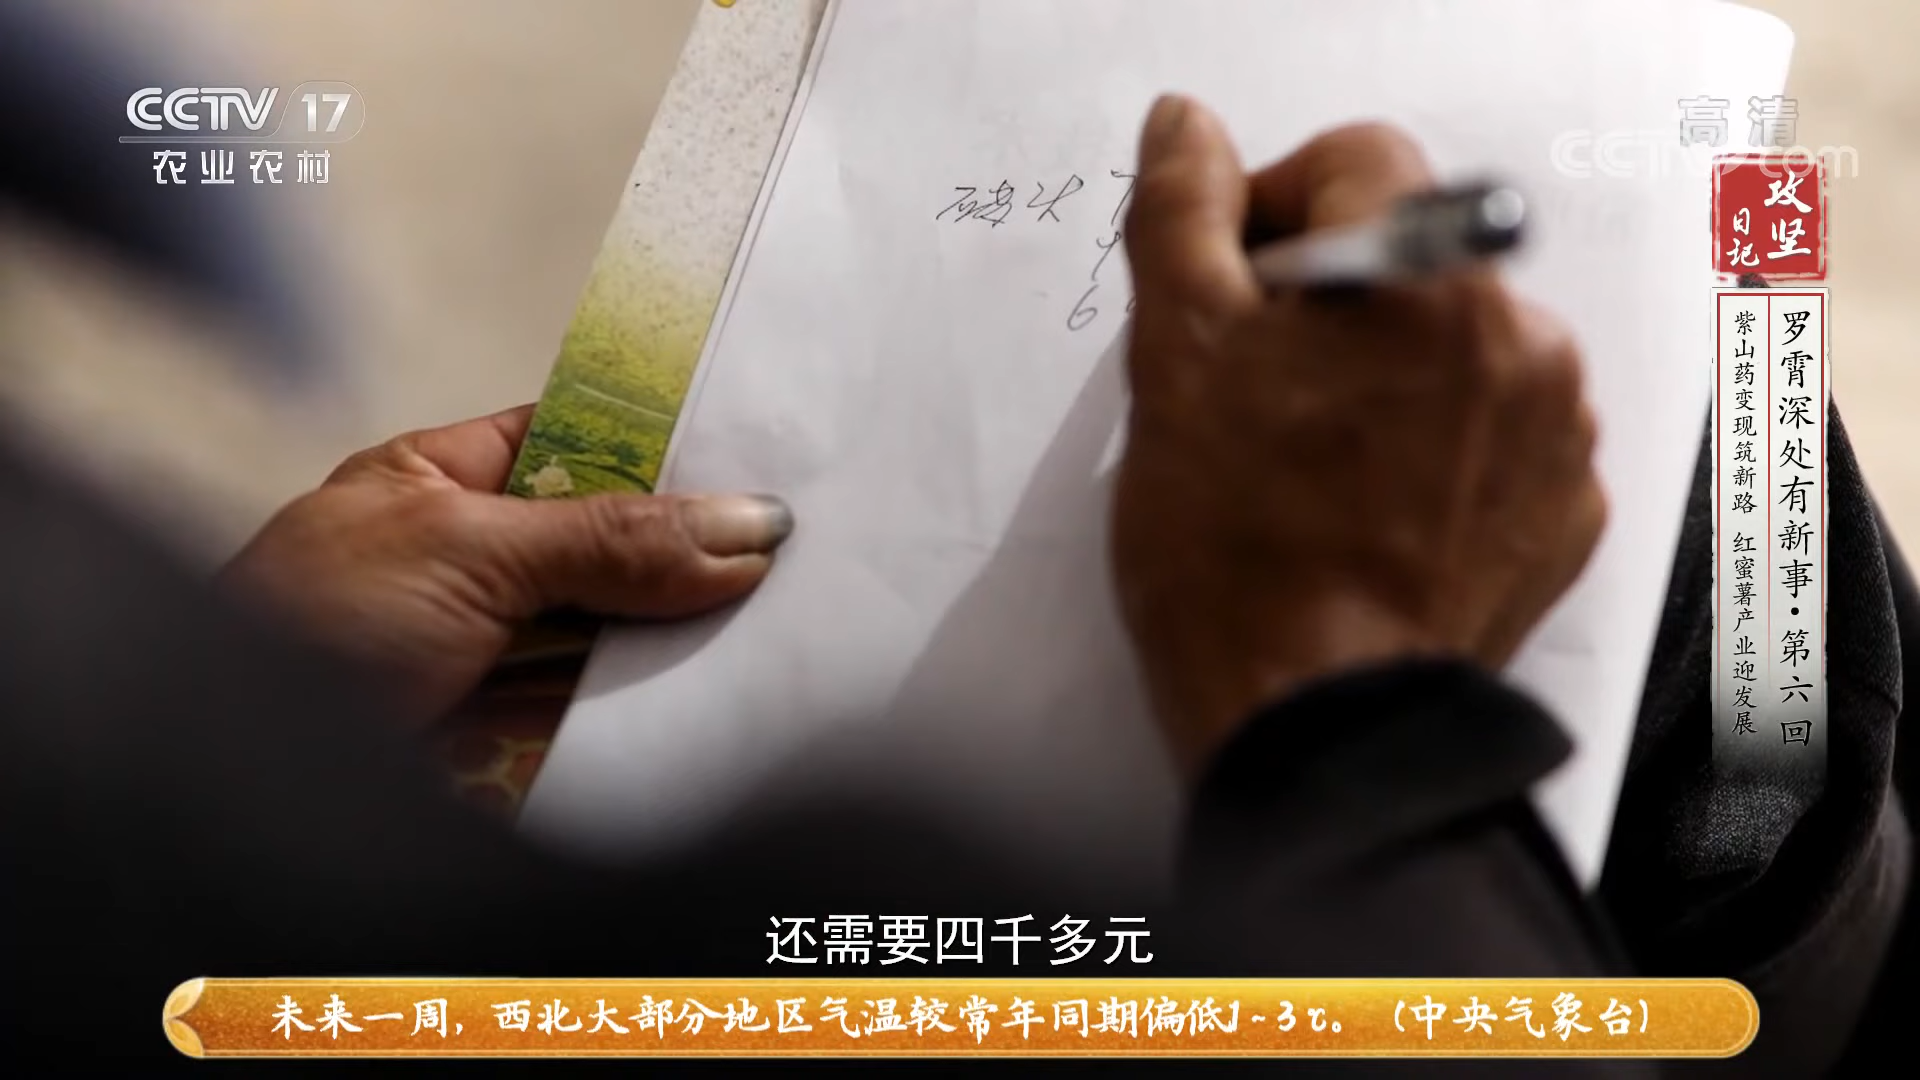 CCTV 17
农业农村
高清
CCTV.com
攻坚
日记
罗霄深处有新事·第六回
紫山药变现筑新路 红蜜薯产业迎发展
6
还需要四千多元
未来一周，西北大部分地区气温较常年同期偏低1~3℃。（中央气象台）